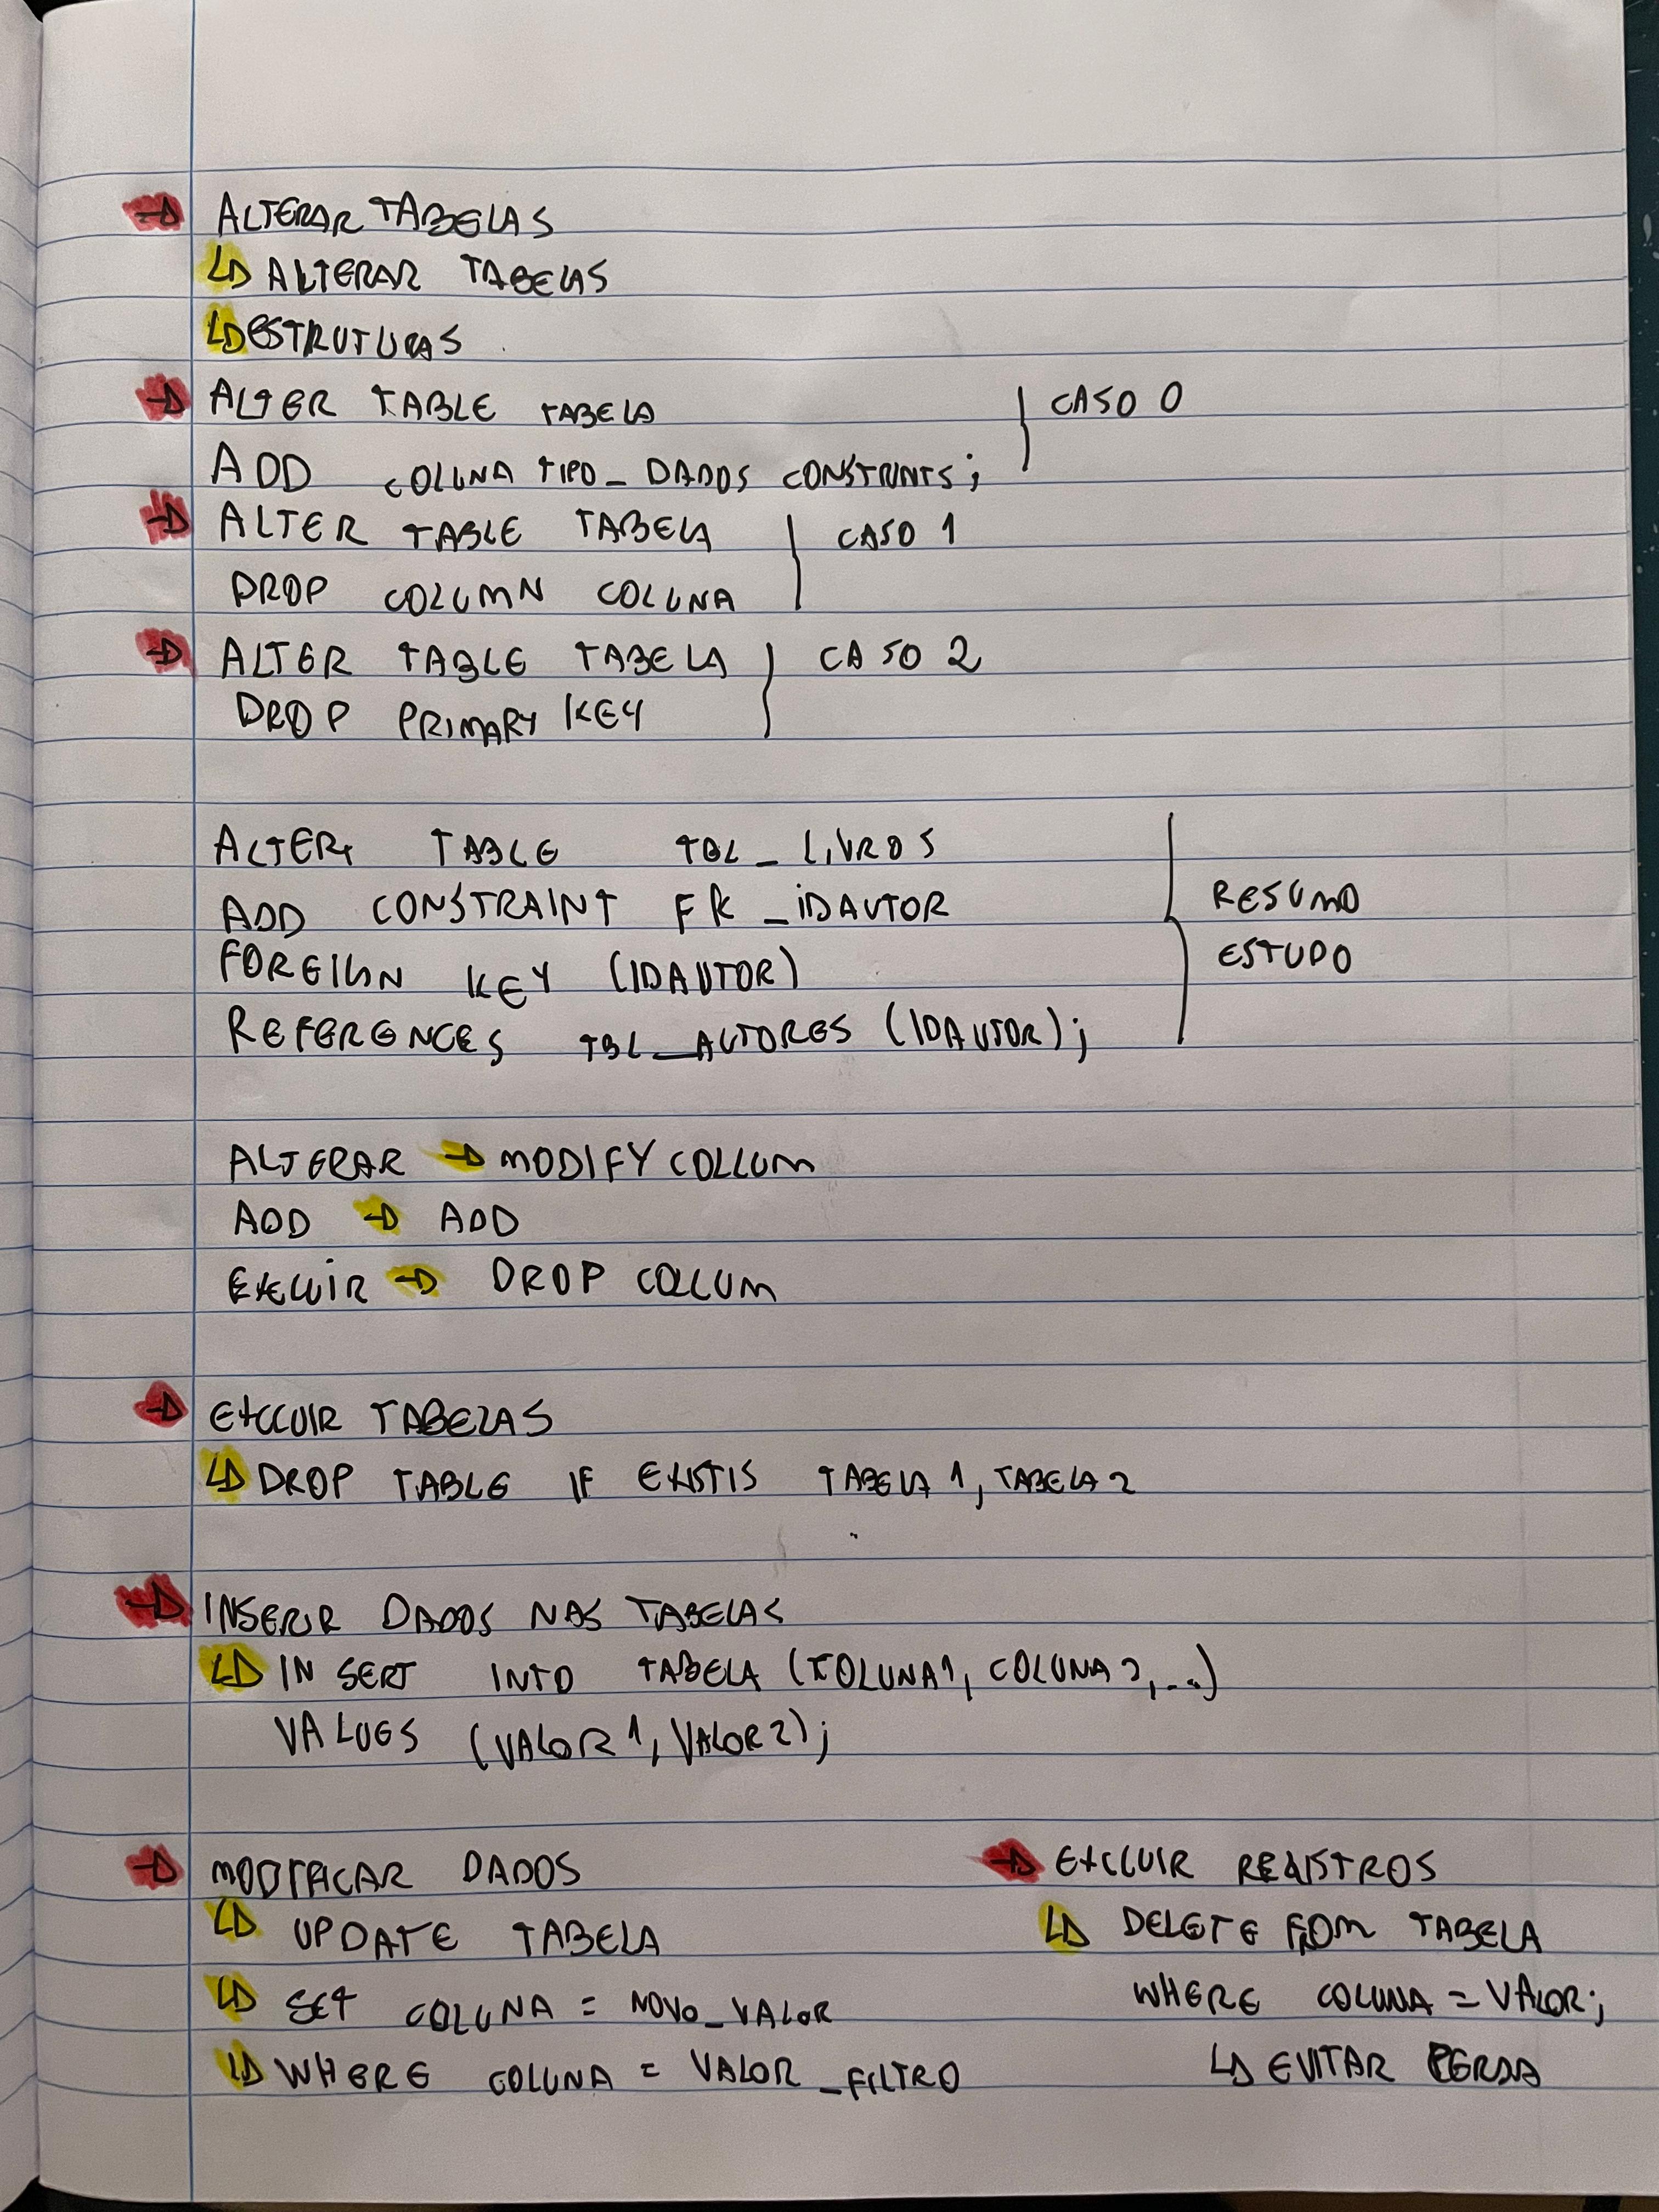 → ALTERAR TABELAS
↳ ALTERAR TABELAS
↳ ESTRUTURAS
→ ALTER TABLE TABELA | CASO 0
ADD COLUNA TIPO_DADOS CONSTRINTS;
→ ALTER TABLE TABELA | CASO 1
DROP COLUMN COLUNA
→ ALTER TABLE TABELA | CASO 2
DROP PRIMARY KEY
ALTER TABLE TBL_LIVROS
ADD CONSTRAINT FK_IDAUTOR
FOREIGN KEY (IDAUTOR)
REFERENCES TBL_AUTORES (IDAUTOR);
RESUMO
ESTUDO
ALTERAR → MODIFY COLLUM
ADD → ADD
EXCLUIR → DROP COLLUM
→ EXCLUIR TABELAS
↳ DROP TABLE IF EXISTIS TABELA 1, TABELA 2
→ INSERIR DADOS NAS TABELAS
↳ INSERT INTO TABELA (COLUNA1, COLUNA2,...)
VALUES (VALOR1, VALOR2);
→ MODIFICAR DADOS
↳ UPDATE TABELA
↳ SET COLUNA = NOVO_VALOR
↳ WHERE COLUNA = VALOR_FILTRO
→ EXCLUIR REGISTROS
↳ DELETE FROM TABELA
WHERE COLUNA = VALOR;
↳ EVITAR PERDA